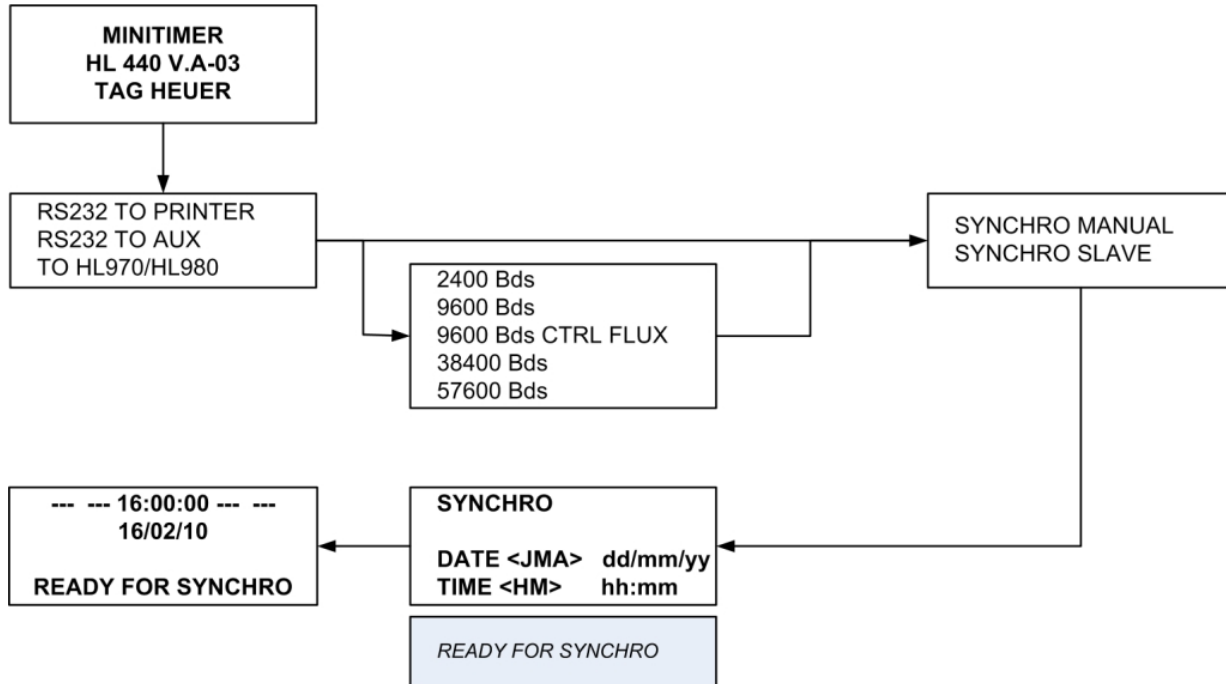 MINITIMER
HL 440 V.A-03
TAG HEUER
RS232 TO PRINTER
RS232 TO AUX
TO HL970/HL980
2400 Bds
9600 Bds
9600 Bds CTRL FLUX
38400 Bds
57600 Bds
SYNCHRO MANUAL
SYNCHRO SLAVE
SYNCHRO
DATE <JMA> dd/mm/yy
TIME <HM> hh:mm
READY FOR SYNCHRO
--- --- 16:00:00 --- ---
16/02/10
READY FOR SYNCHRO